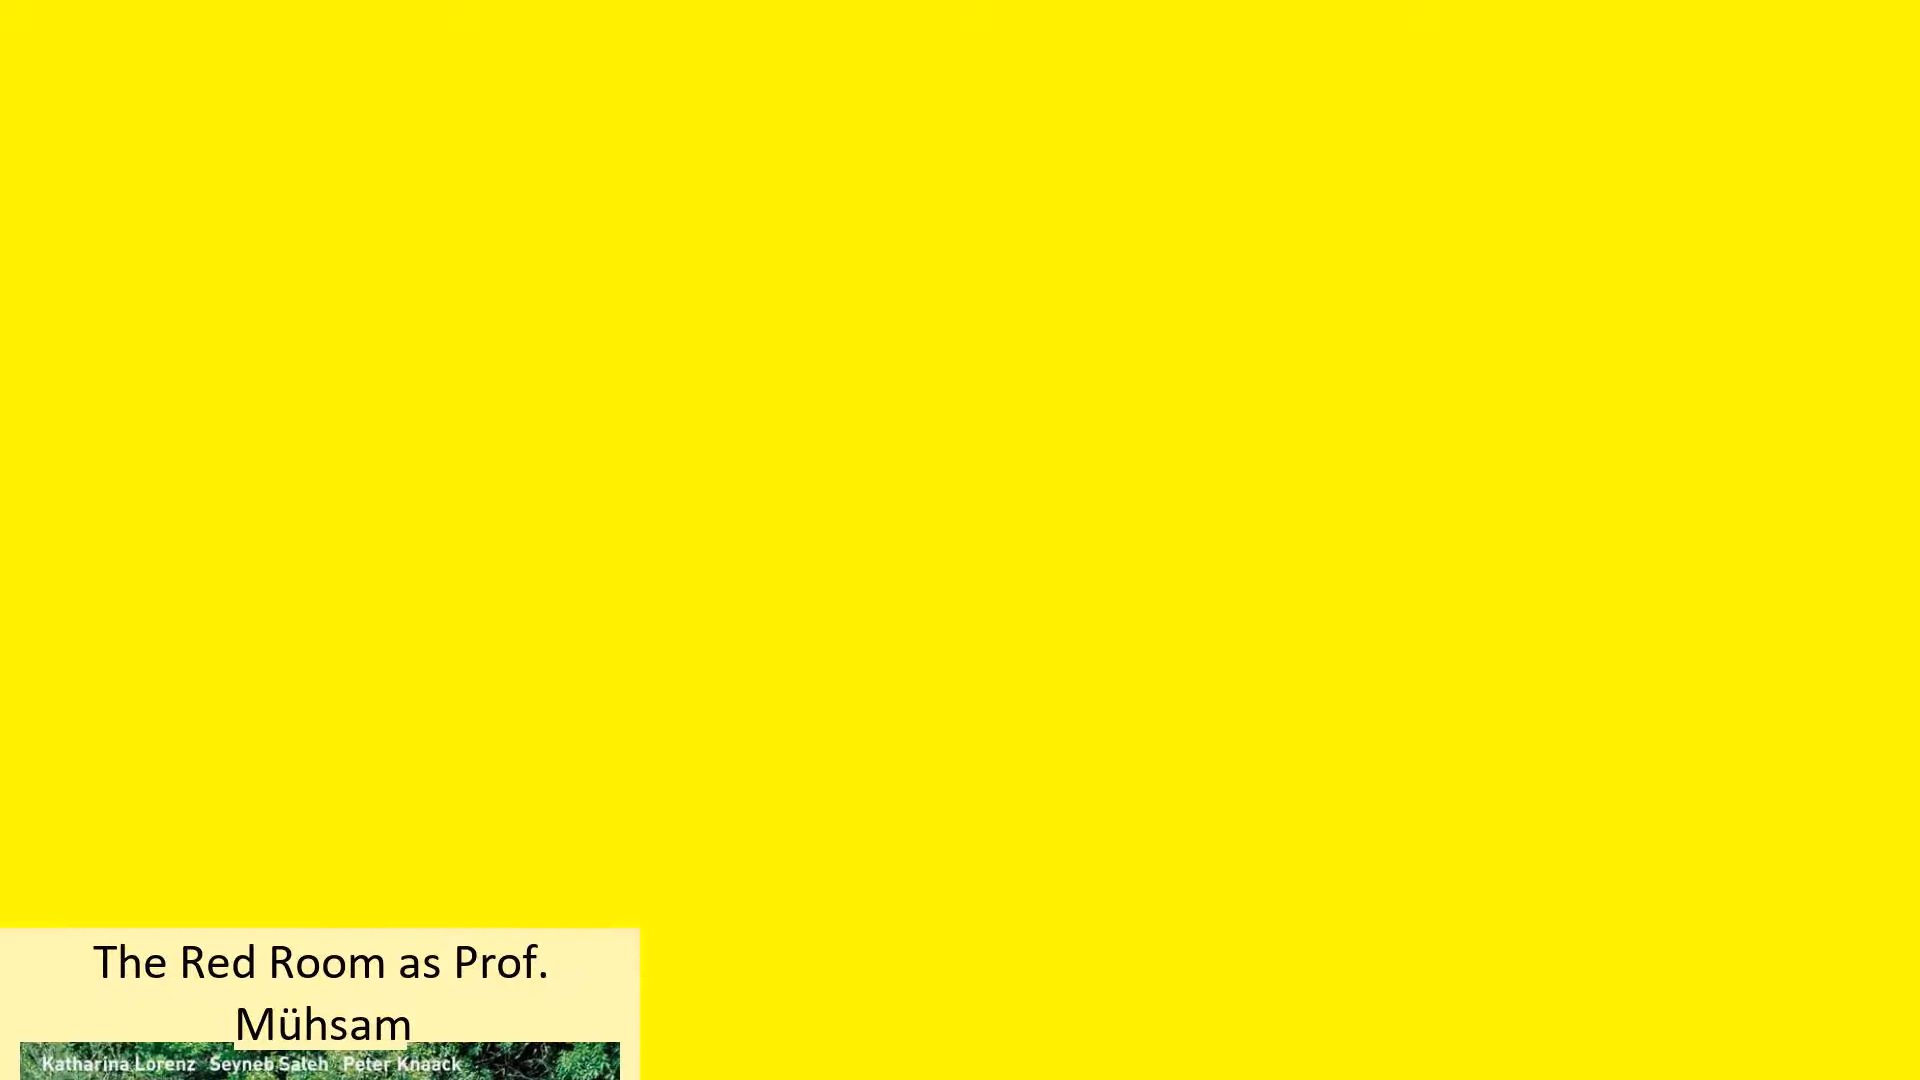 The Red Room as Prof.
Mühsam
Katharina Lorenz Seyneb Saleh Peter Knaack